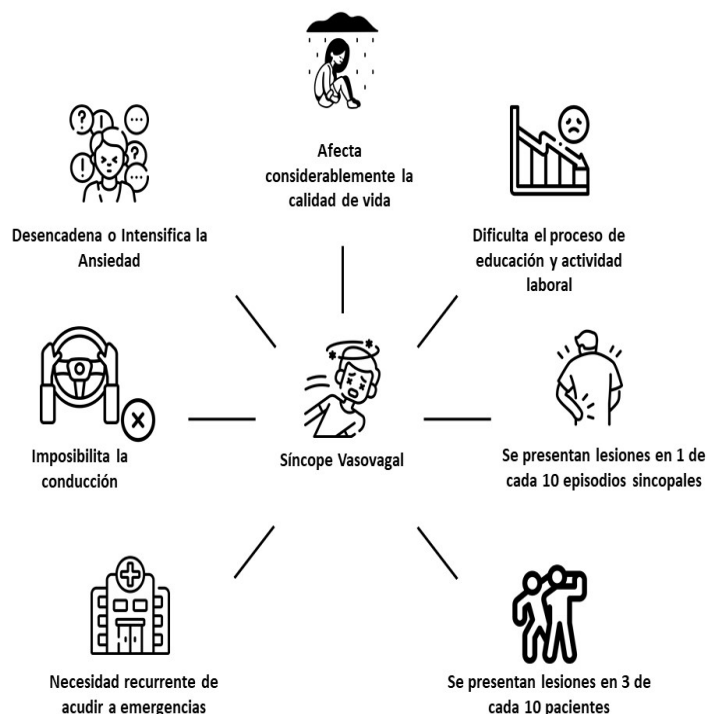 Afecta
considerablemente la
calidad de vida
Desencadena o Intensifica la
Ansiedad
Dificulta el proceso de
educación y actividad
laboral
Imposibilita la
conducción
Síncope Vasovagal
Se presentan lesiones en 1 de
cada 10 episodios sincopales
Necesidad recurrente de
acudir a emergencias
Se presentan lesiones en 3 de
cada 10 pacientes